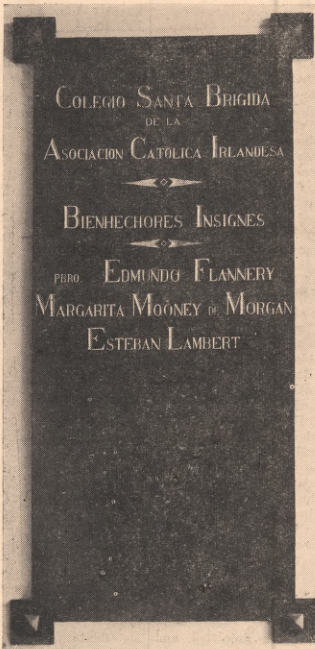 COLEGIO SANTA BRIGIDA
DE LA
ASOCIACION CATOLICA IRLANDESA
BIENHECHORES INSIGNES
PBRO. EDMUNDO FLANNERY
MARGARITA MOONEY DE MORGAN
ESTEBAN LAMBERT